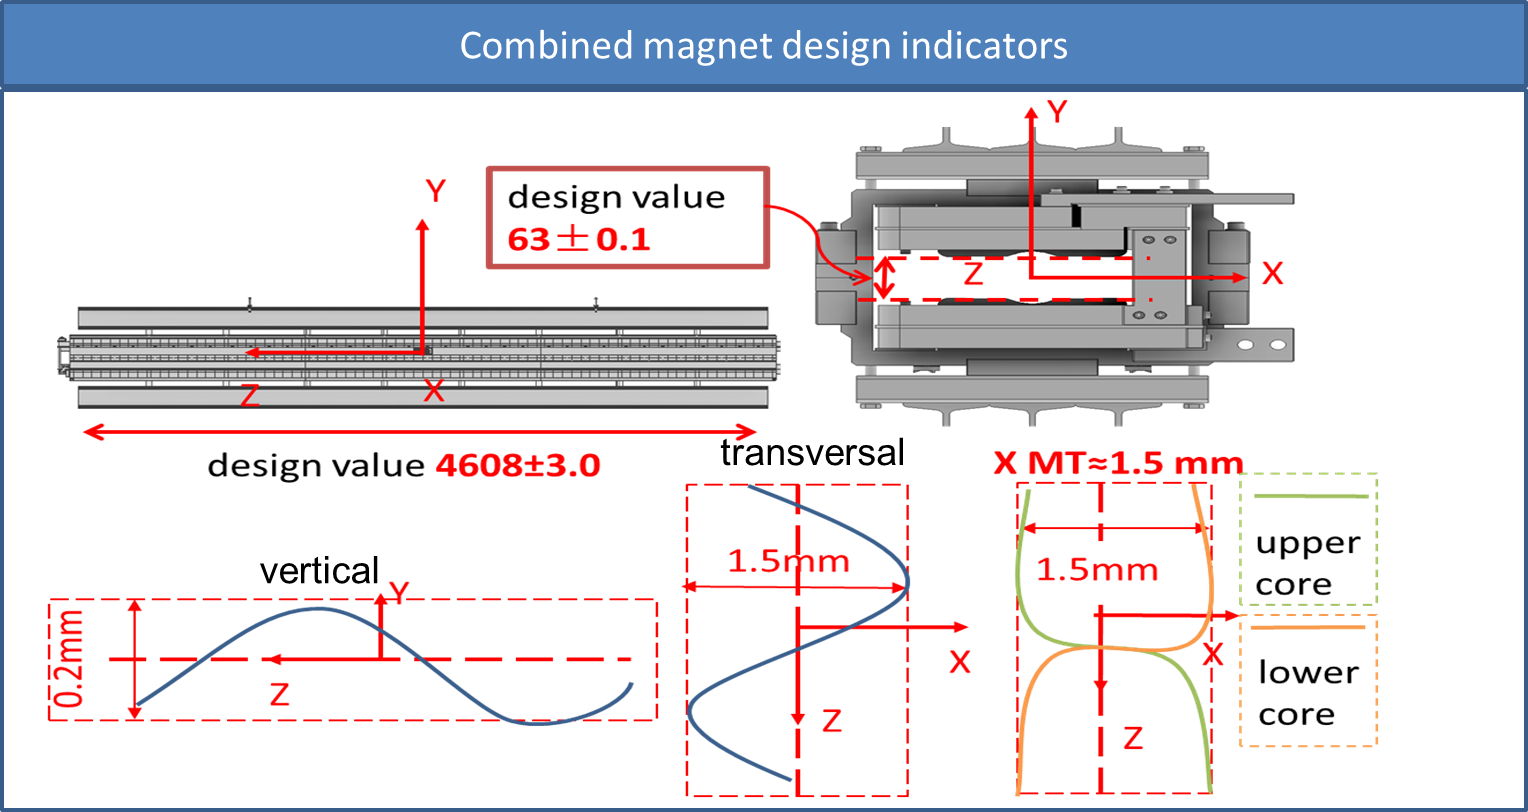 Combined magnet design indicators
Y
design value
63±0.1
Y
Z
X
Z
X
design value 4608±3.0
transversal
X MT≈1.5 mm
vertical
Y
0.2mm
Z
1.5mm
X
Z
1.5mm
X
Z
upper
core
lower
core